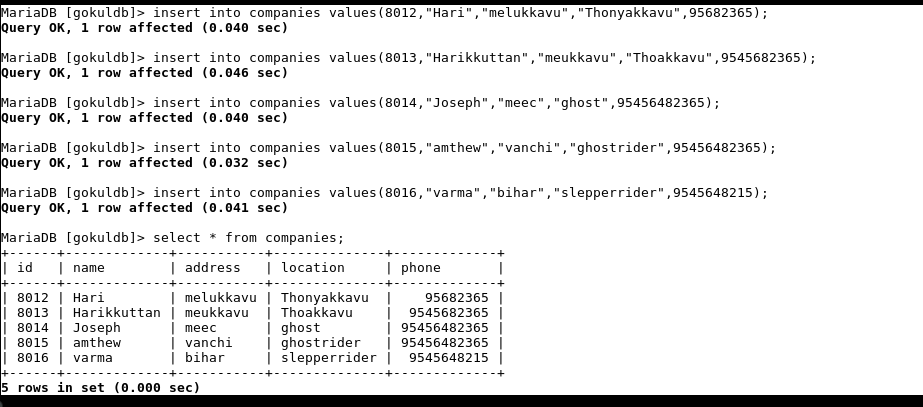 MariaDB [gokuldb]> insert into companies values(8012,"Hari","melukkavu","Thonyakkavu",95682365);
Query OK, 1 row affected (0.040 sec)
MariaDB [gokuldb]> insert into companies values(8013,"Harikkuttan","meukkavu","Thoakkavu",9545682365);
Query OK, 1 row affected (0.046 sec)
MariaDB [gokuldb]> insert into companies values(8014,"Joseph","meec","ghost",95456482365);
Query OK, 1 row affected (0.040 sec)
MariaDB [gokuldb]> insert into companies values(8015,"amthew","vanchi","ghostrider",95456482365);
Query OK, 1 row affected (0.032 sec)
MariaDB [gokuldb]> insert into companies values(8016,"varma","bihar","slepperrider",9545648215);
Query OK, 1 row affected (0.041 sec)
MariaDB [gokuldb]> select * from companies;
+------+-------------+-----------+--------------+-------------+
| id   | name        | address   | location     | phone       |
+------+-------------+-----------+--------------+-------------+
| 8012 | Hari        | melukkavu | Thonyakkavu  |    95682365 |
| 8013 | Harikkuttan | meukkavu  | Thoakkavu    |  9545682365 |
| 8014 | Joseph      | meec      | ghost        | 95456482365 |
| 8015 | amthew      | vanchi    | ghostrider   | 95456482365 |
| 8016 | varma       | bihar     | slepperrider |  9545648215 |
+------+-------------+-----------+--------------+-------------+
5 rows in set (0.000 sec)